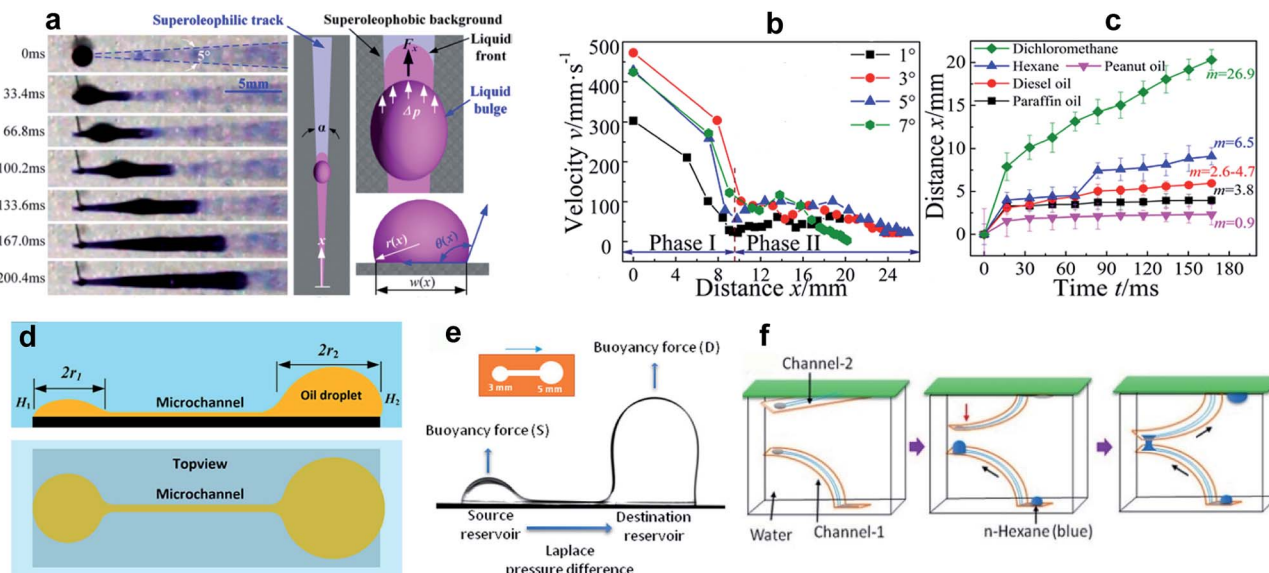 a
0ms
33.4ms
66.8ms
100.2ms
133.6ms
167.0ms
200.4ms
5°
5mm
Superoleophilic track
Superoleophobic background
Fx
Liquid front
Liquid bulge
Δp
α
x
r(x)
θ(x)
w(x)
b
Velocity v/mm·s-1
500
400
300
200
100
0
1°
3°
5°
7°
Phase I
Phase II
0 4 8 12 16 20 24
Distance x/mm
c
Distance x/mm
20
15
10
5
0
Dichloromethane
Hexane
Peanut oil
Diesel oil
Paraffin oil
m=26.9
m=6.5
m=2.6-4.7
m=3.8
m=0.9
0 30 60 90 120 150 180
Time t/ms
d
2r1
2r2
H1
Microchannel
Oil droplet
H2
Topview
Microchannel
e
3 mm
5 mm
Buoyancy force (D)
Buoyancy force (S)
Source
reservoir
Destination
reservoir
Laplace
pressure difference
f
Channel-2
Water
Channel-1
n-Hexane (blue)